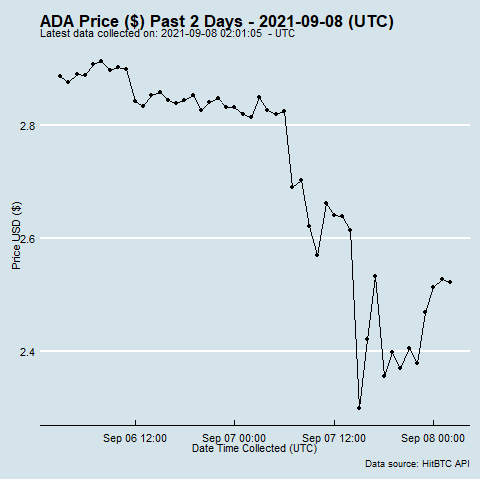 ADA Price ($) Past 2 Days - 2021-09-08 (UTC)
Latest data collected on: 2021-09-08 02:01:05 - UTC
2.8
2.6
2.4
Price USD ($)
Sep 06 12:00 Sep 07 00:00 Sep 07 12:00 Sep 08 00:00
Date Time Collected (UTC)
Data source: HitBTC API